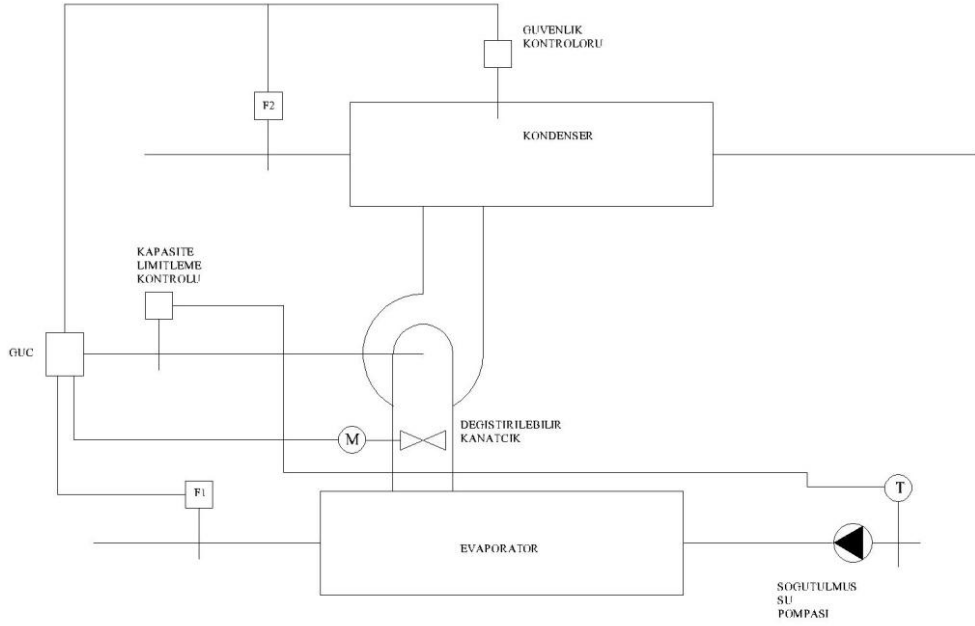 GUVENLIK
KONTROLORU
F2
KONDENSER
KAPASITE
LIMITLEME
KONTROLU
GUC
DEGISTIRILEBILIR
KANATCIK
M
F1
T
EVAPORATOR
SOGUTULMUS
SU
POMPASI